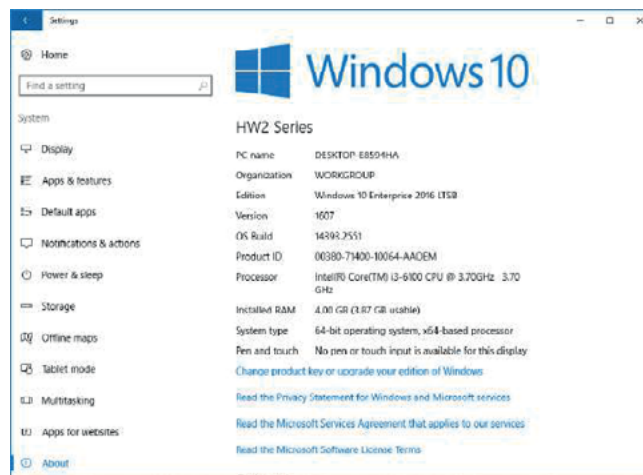 Settings
Home
Find a setting
System
Display
Apps & features
Default apps
Notifications & actions
Power & sleep
Storage
Offline maps
Tablet mode
Multitasking
Apps for websites
About
Windows 10
HW2 Series
PC name DESKTOP-E8594HA
Organization WORKGROUP
Edition Windows 10 Enterprise 2016 LTSB
Version 1607
OS Build 14393.2551
Product ID 00380-71400-10064-AAOEM
Processor Intel(R) Core(TM) i3-6100 CPU @ 3.70GHz 3.70
GHz
Installed RAM 4.00 GB (3.87 GB usable)
System type 64-bit operating system, x64-based processor
Pen and touch No pen or touch input is available for this display
Change product key or upgrade your edition of Windows
Read the Privacy Statement for Windows and Microsoft services
Read the Microsoft Services Agreement that applies to our services
Read the Microsoft Software License Terms